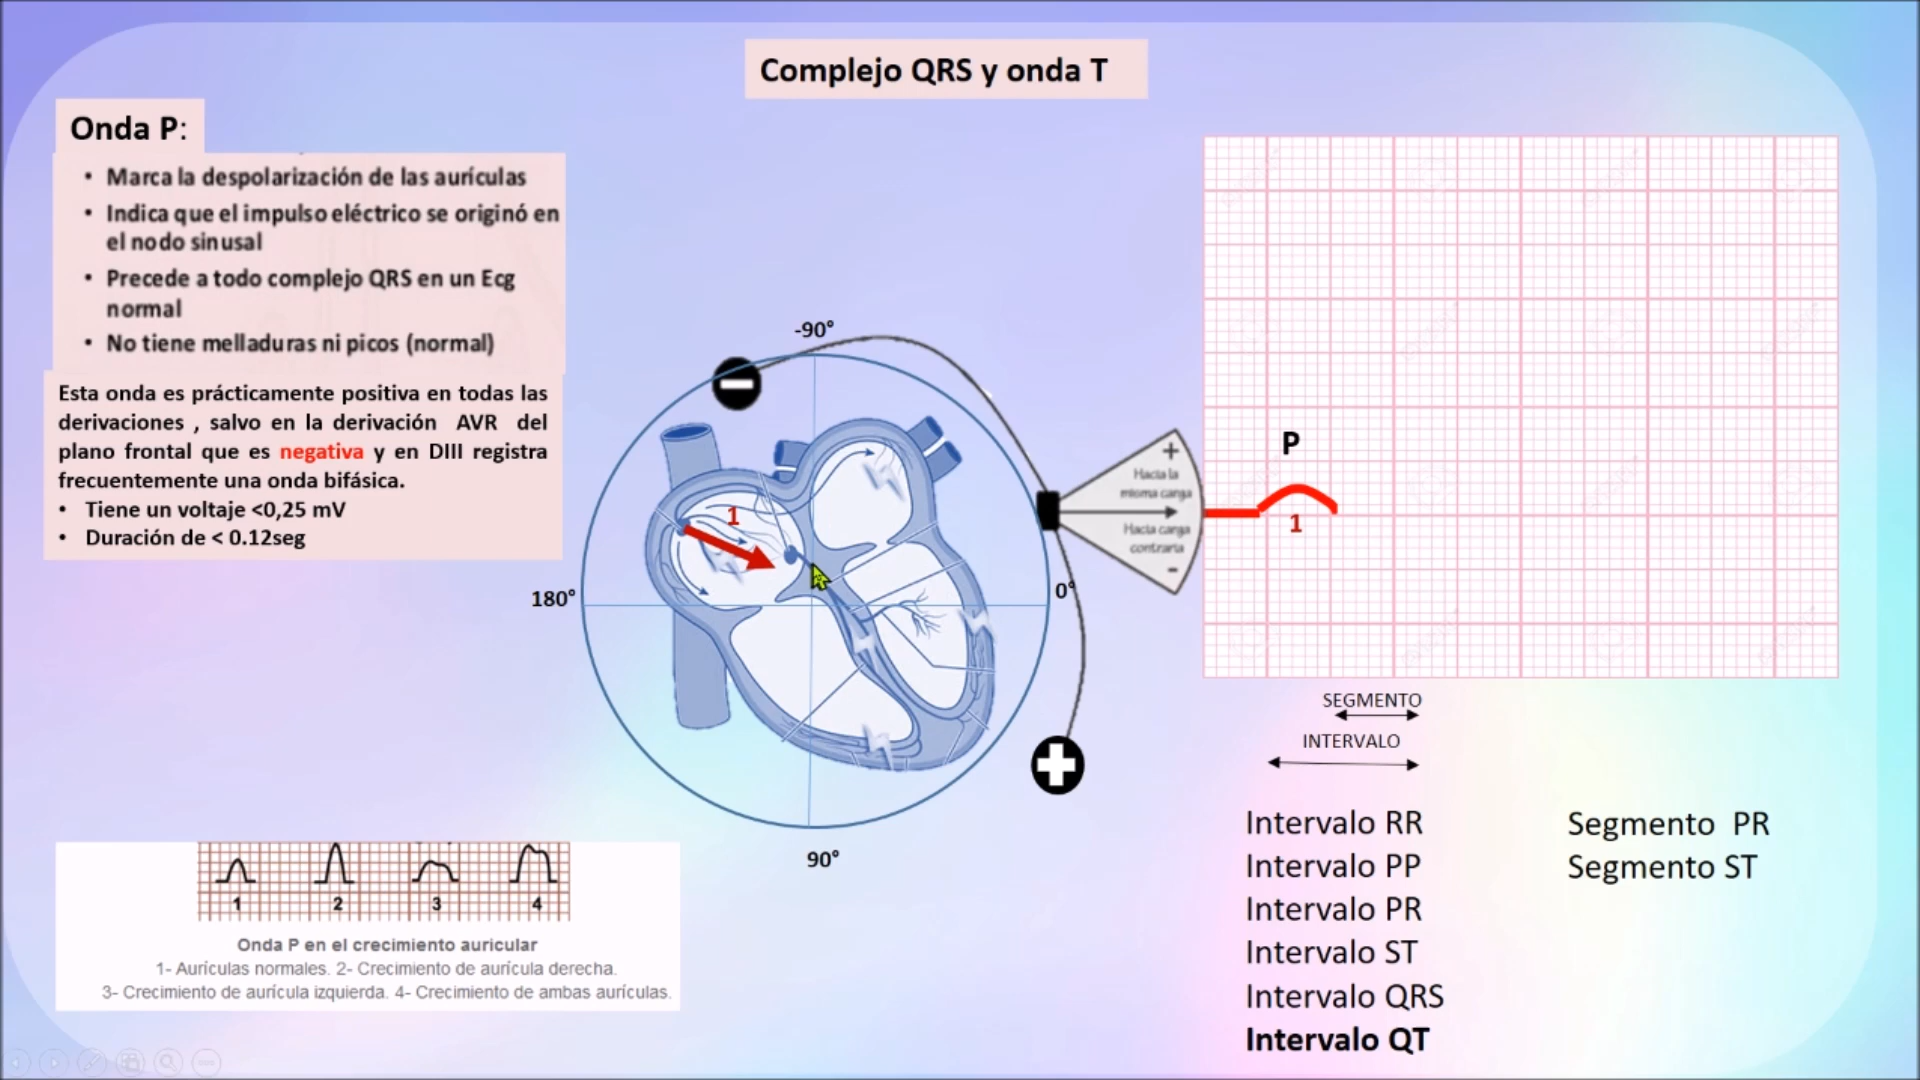 Complejo QRS y onda T
Onda P:
• Marca la despolarización de las aurículas
• Indica que el impulso eléctrico se originó en
el nodo sinusal
• Precede a todo complejo QRS en un Ecg
normal
• No tiene melladuras ni picos (normal)
Esta onda es prácticamente positiva en todas las
derivaciones , salvo en la derivación AVR del
plano frontal que es negativa y en DIII registra
frecuentemente una onda bifásica.
• Tiene un voltaje <0,25 mV
• Duración de < 0.12seg
-90°
180°
0°
90°
1
+
Hacia la
misma carga
Hacia carga
contraria
-
P
1
SEGMENTO
INTERVALO
Intervalo RR
Intervalo PP
Intervalo PR
Intervalo ST
Intervalo QRS
Intervalo QT
Segmento PR
Segmento ST
1 2 3 4
Onda P en el crecimiento auricular
1- Aurículas normales. 2- Crecimiento de aurícula derecha.
3- Crecimiento de aurícula izquierda. 4- Crecimiento de ambas aurículas.